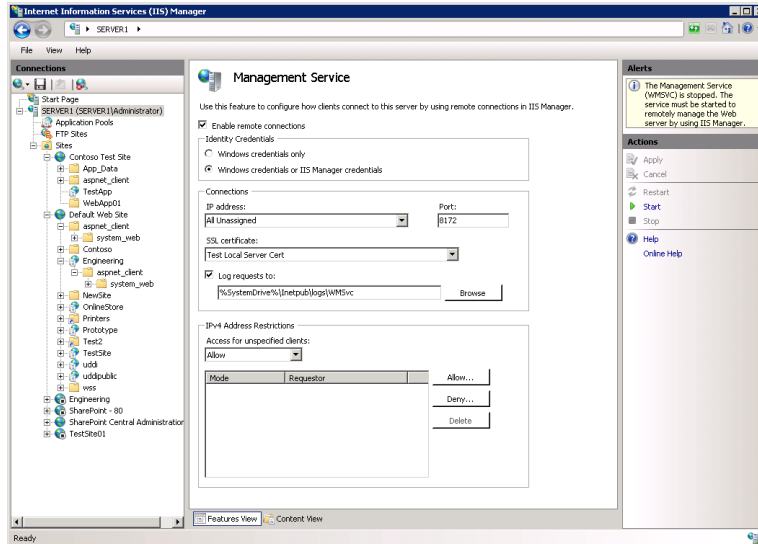 Internet Information Services (IIS) Manager
SERVER1
File View Help
Connections
Start Page
SERVER1 (SERVER1\Administrator)
Application Pools
FTP Sites
Sites
Contoso Test Site
App_Data
aspnet_client
TestApp
WebApp01
Default Web Site
aspnet_client
system_web
Contoso
Engineering
aspnet_client
system_web
NewSite
OnlineStore
Printers
Prototype
Test2
TestSite
uddi
uddipublic
wss
Engineering
SharePoint - 80
SharePoint Central Administration
TestSite01
Management Service
Use this feature to configure how clients connect to this server by using remote connections in IIS Manager.
Enable remote connections
Identity Credentials
Windows credentials only
Windows credentials or IIS Manager credentials
Connections
IP address: Port:
All Unassigned 8172
SSL certificate:
Test Local Server Cert
Log requests to:
%SystemDrive%\Inetpub\logs\WMSvc Browse
IPv4 Address Restrictions
Access for unspecified clients:
Allow
Mode Requestor
Allow...
Deny...
Delete
Features View Content View
Alerts
The Management Service
(WMSVC) is stopped. The
service must be started to
remotely manage the Web
server by using IIS Manager.
Actions
Apply
Cancel
Restart
Start
Stop
Help
Online Help
Ready